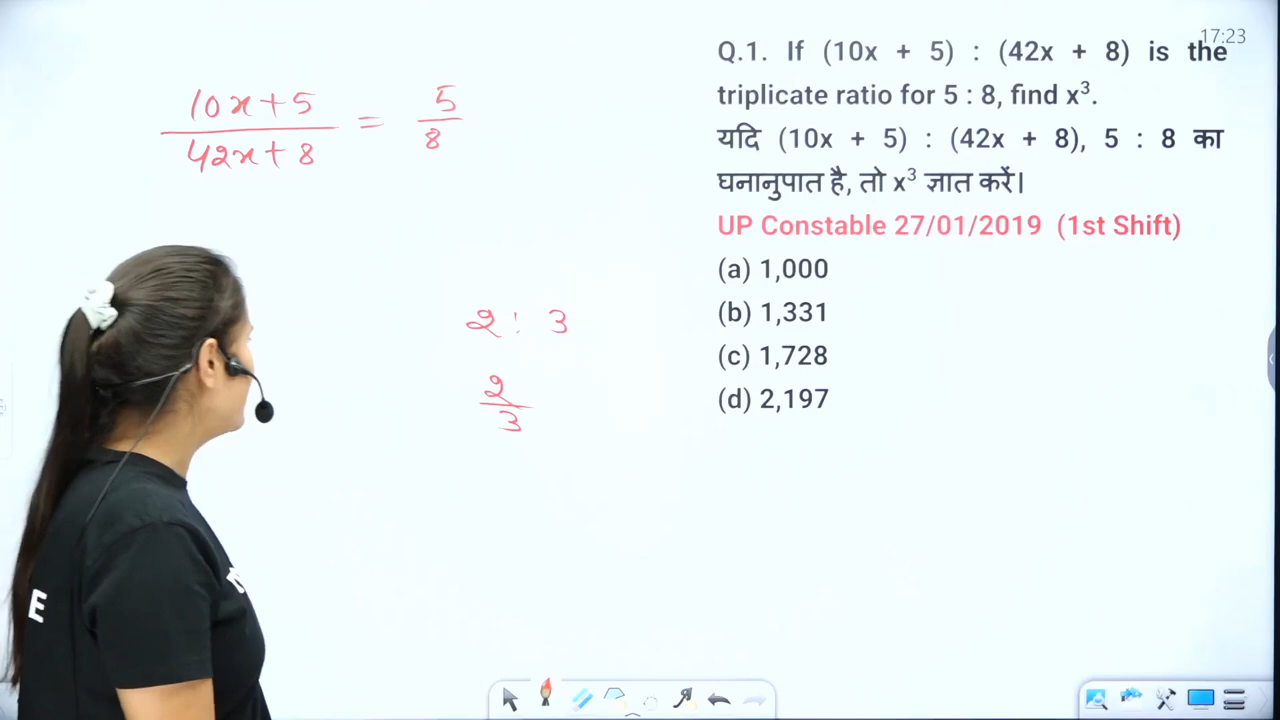 17:23
10x+5 / 42x+8 = 5 / 8
2 : 3
2 / 3
Q.1. If (10x + 5) : (42x + 8) is the
triplicate ratio for 5 : 8, find x³.
यदि (10x + 5) : (42x + 8), 5 : 8 का
घनानुपात है, तो x³ ज्ञात करें।
UP Constable 27/01/2019 (1st Shift)
(a) 1,000
(b) 1,331
(c) 1,728
(d) 2,197
E